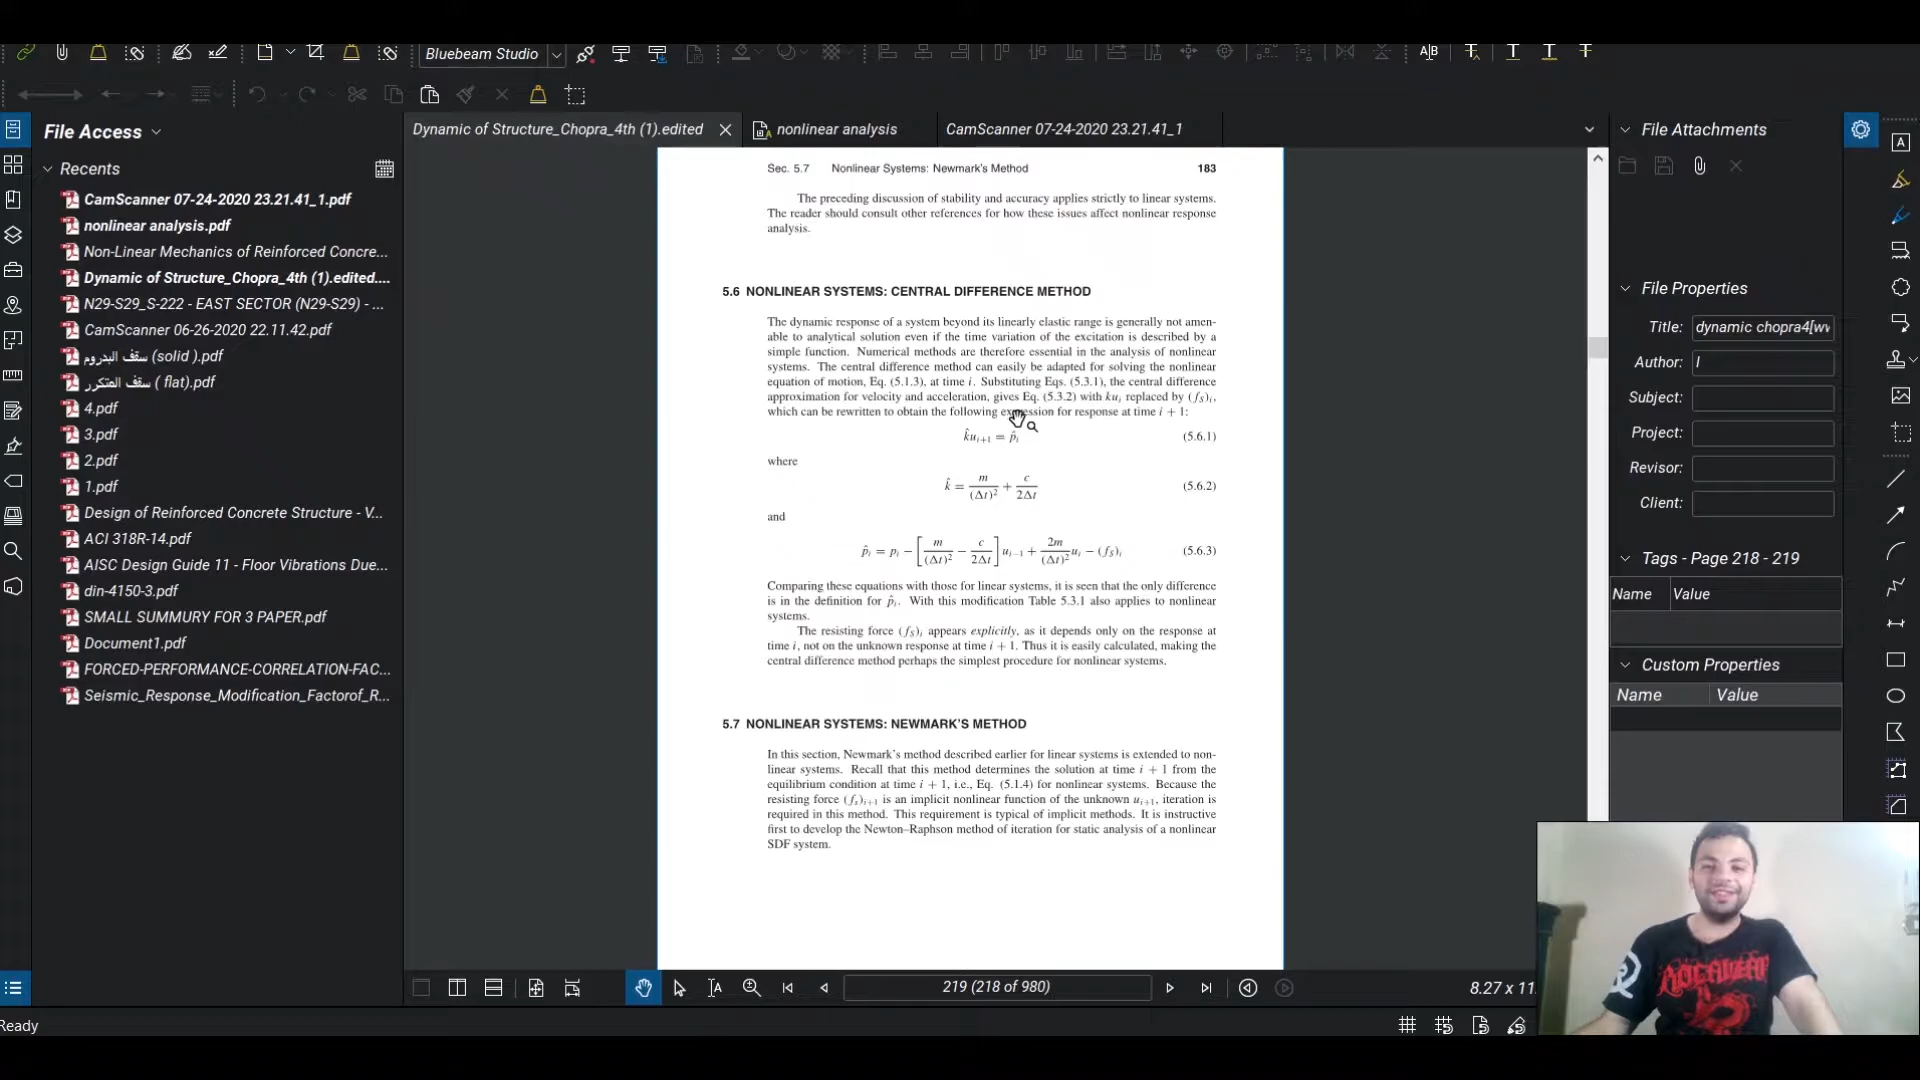 Bluebeam Studio
File Access
Recents
CamScanner 07-24-2020 23.21.41_1.pdf
nonlinear analysis.pdf
Non-Linear Mechanics of Reinforced Concre...
Dynamic of Structure_Chopra_4th (1).edited....
N29-S29_S-222 - EAST SECTOR (N29-S29) - ...
CamScanner 06-26-2020 22.11.42.pdf
سقف البدروم (solid ).pdf
سقف المتكرر ( flat).pdf
4.pdf
3.pdf
2.pdf
1.pdf
Design of Reinforced Concrete Structure - V...
ACI 318R-14.pdf
AISC Design Guide 11 - Floor Vibrations Due...
din-4150-3.pdf
SMALL SUMMURY FOR 3 PAPER.pdf
Document1.pdf
FORCED-PERFORMANCE-CORRELATION-FAC...
Seismic_Response_Modification_Factorof_R...
Dynamic of Structure_Chopra_4th (1).edited
nonlinear analysis
CamScanner 07-24-2020 23.21.41_1
Sec. 5.7 Nonlinear Systems: Newmark's Method 183
The preceding discussion of stability and accuracy applies strictly to linear systems.
The reader should consult other references for how these issues affect nonlinear response
analysis.
5.6 NONLINEAR SYSTEMS: CENTRAL DIFFERENCE METHOD
The dynamic response of a system beyond its linearly elastic range is generally not amen-
able to analytical solution even if the time variation of the excitation is described by a
simple function. Numerical methods are therefore essential in the analysis of nonlinear
systems. The central difference method can easily be adapted for solving the nonlinear
equation of motion, Eq. (5.1.3), at time i. Substituting Eqs. (5.3.1), the central difference
approximation for velocity and acceleration, gives Eq. (5.3.2) with kuᵢ replaced by (fS)ᵢ,
which can be rewritten to obtain the following expression for response at time i + 1:
k̂uᵢ₊₁ = p̂ᵢ (5.6.1)
where
k̂ = m/(Δt)² + c/2Δt (5.6.2)
and
p̂ᵢ = pᵢ − [m/(Δt)² − c/2Δt] uᵢ₋₁ + 2m/(Δt)² uᵢ − (fS)ᵢ (5.6.3)
Comparing these equations with those for linear systems, it is seen that the only difference
is in the definition for p̂ᵢ. With this modification Table 5.3.1 also applies to nonlinear
systems.
The resisting force (fS)ᵢ appears explicitly, as it depends only on the response at
time i, not on the unknown response at time i + 1. Thus it is easily calculated, making the
central difference method perhaps the simplest procedure for nonlinear systems.
5.7 NONLINEAR SYSTEMS: NEWMARK'S METHOD
In this section, Newmark's method described earlier for linear systems is extended to non-
linear systems. Recall that this method determines the solution at time i + 1 from the
equilibrium condition at time i + 1, i.e., Eq. (5.1.4) for nonlinear systems. Because the
resisting force (fs)ᵢ₊₁ is an implicit nonlinear function of the unknown uᵢ₊₁, iteration is
required in this method. This requirement is typical of implicit methods. It is instructive
first to develop the Newton–Raphson method of iteration for static analysis of a nonlinear
SDF system.
219 (218 of 980)
8.27 x 11
Ready
File Attachments
File Properties
Title: dynamic chopra4[w
Author: I
Subject:
Project:
Revisor:
Client:
Tags - Page 218 - 219
Name Value
Custom Properties
Name Value